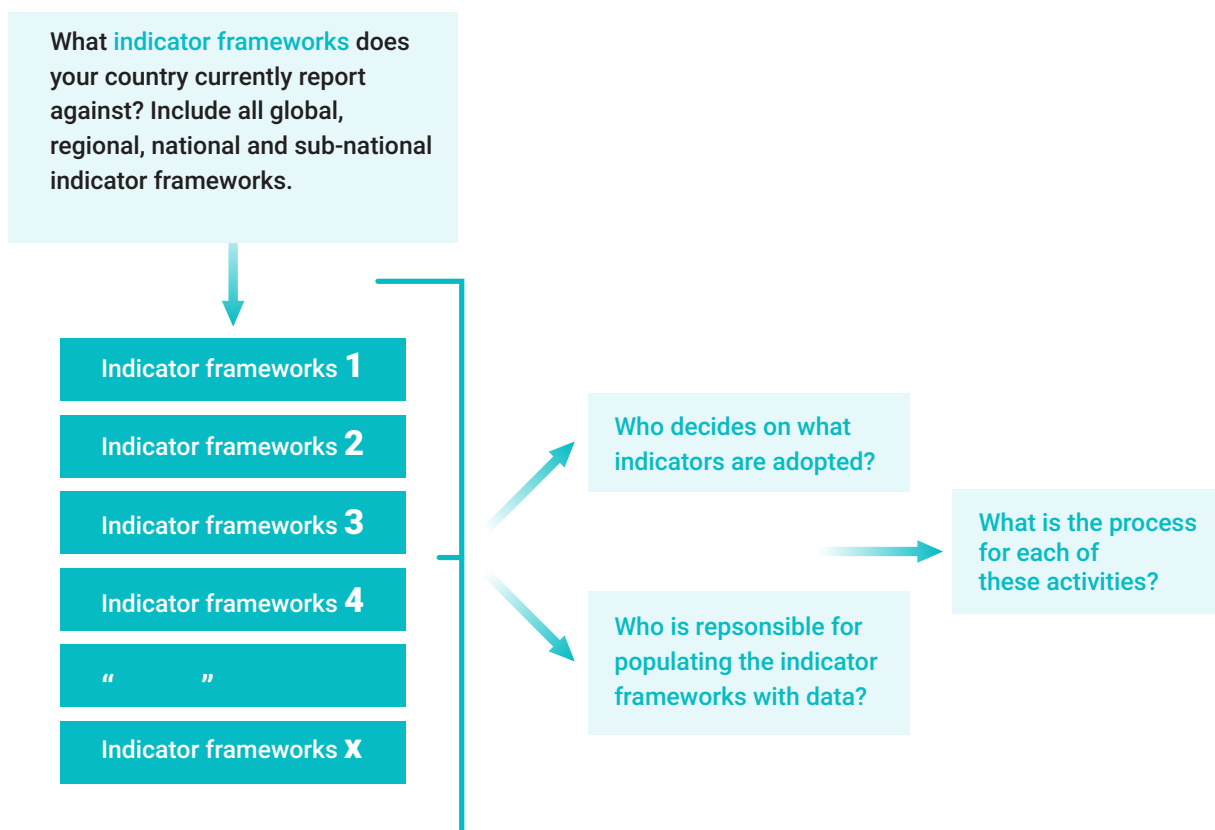 What indicator frameworks does
your country currently report
against? Include all global,
regional, national and sub-national
indicator frameworks.
Indicator frameworks 1
Indicator frameworks 2
Indicator frameworks 3
Indicator frameworks 4
“ ”
Indicator frameworks x
Who decides on what
indicators are adopted?
Who is repsonsible for
populating the indicator
frameworks with data?
What is the process
for each of
these activities?